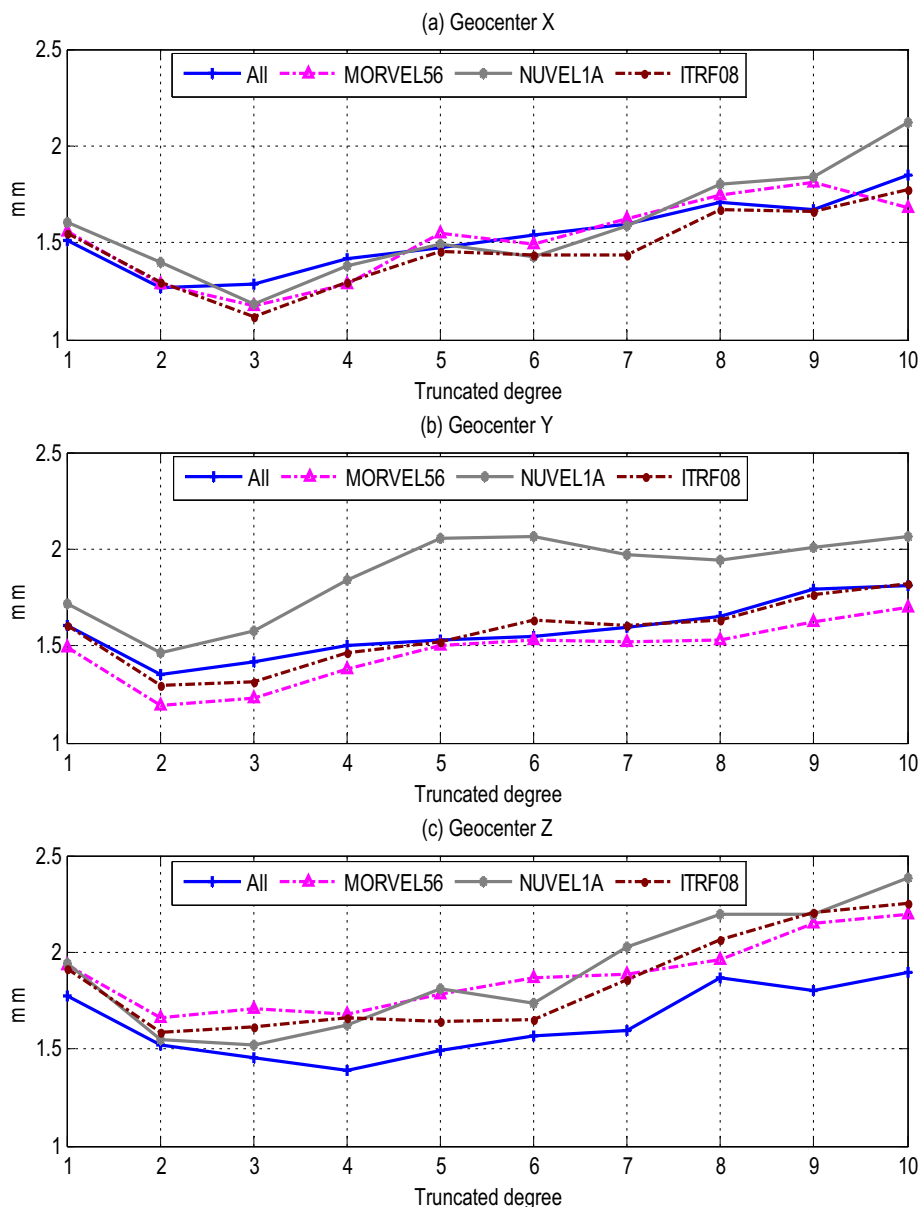 (a) Geocenter X
2.5
All MORVEL56 NUVEL1A ITRF08
2
mm
1.5
1
1 2 3 4 5 6 7 8 9 10
Truncated degree
(b) Geocenter Y
2.5
All MORVEL56 NUVEL1A ITRF08
2
mm
1.5
1
1 2 3 4 5 6 7 8 9 10
Truncated degree
(c) Geocenter Z
2.5
All MORVEL56 NUVEL1A ITRF08
2
mm
1.5
1
1 2 3 4 5 6 7 8 9 10
Truncated degree